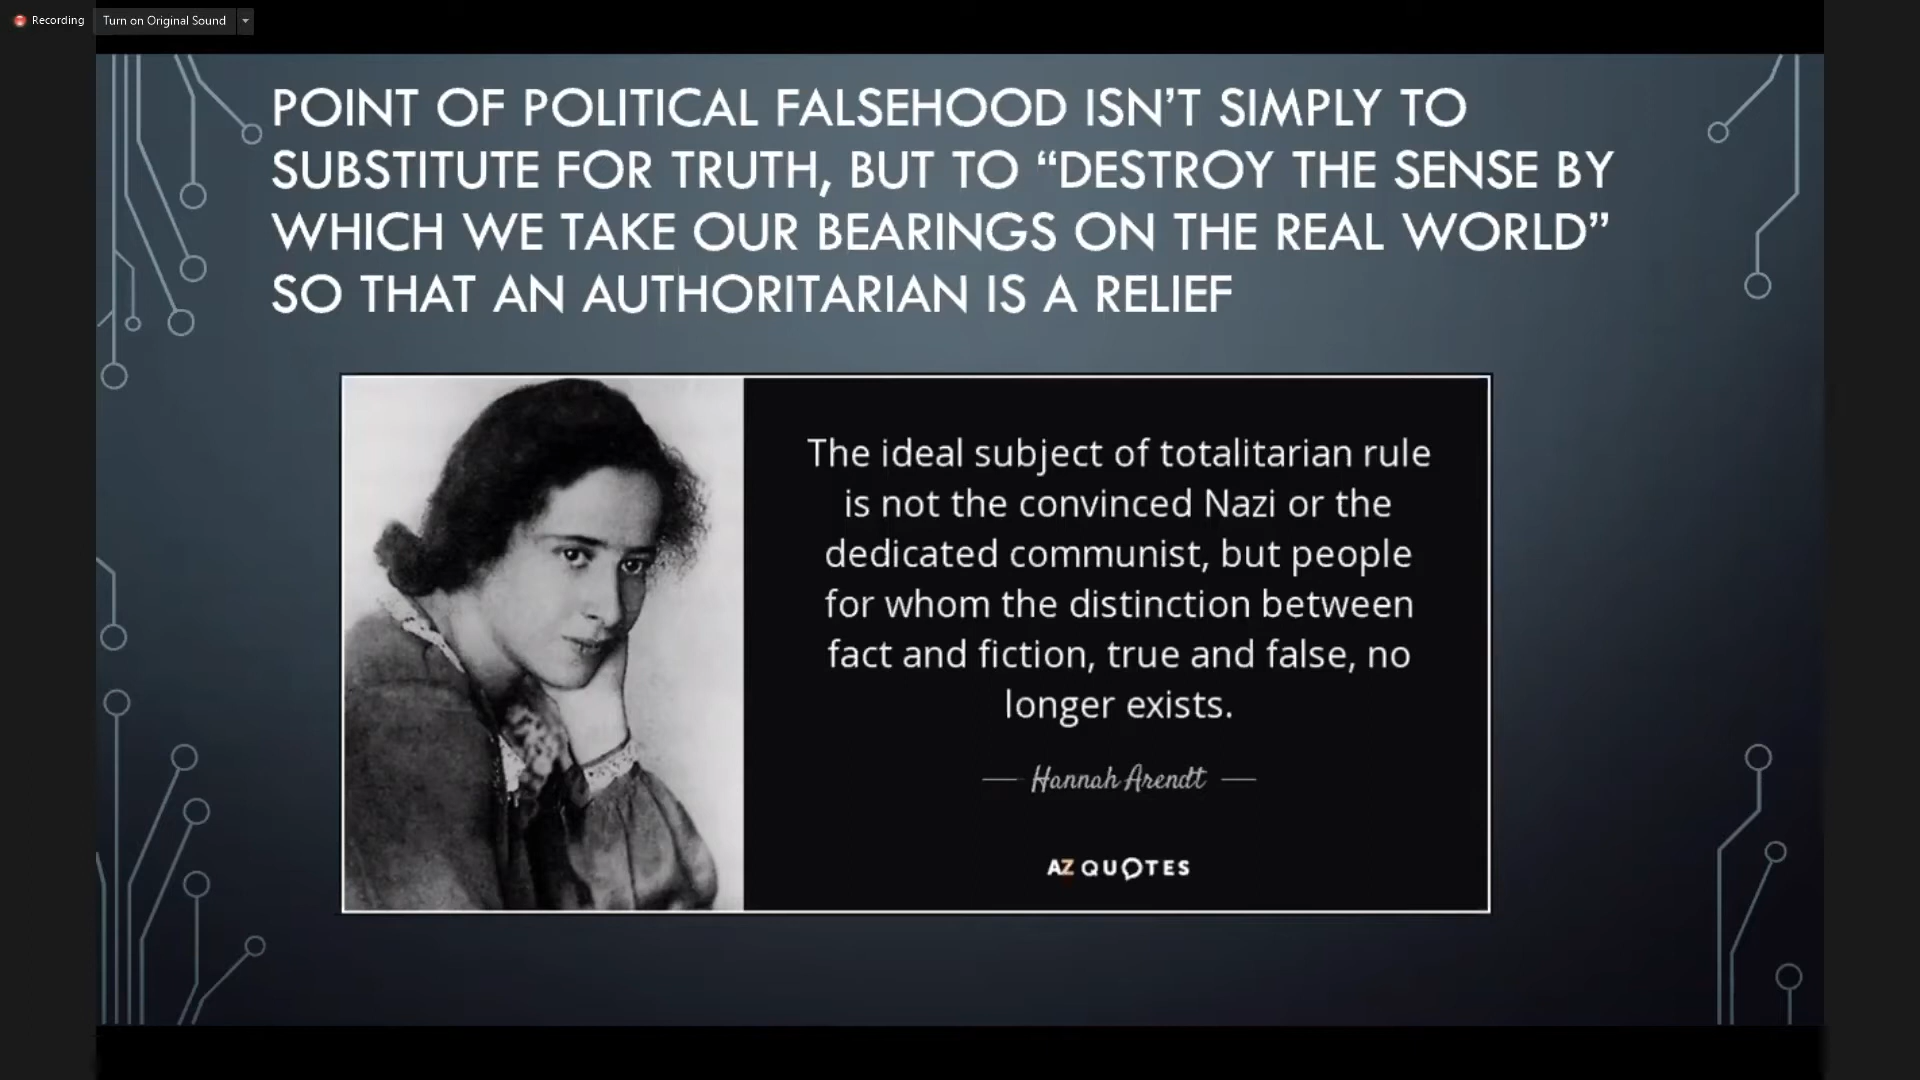 Recording
Turn on Original Sound
POINT OF POLITICAL FALSEHOOD ISN’T SIMPLY TO
SUBSTITUTE FOR TRUTH, BUT TO “DESTROY THE SENSE BY
WHICH WE TAKE OUR BEARINGS ON THE REAL WORLD”
SO THAT AN AUTHORITARIAN IS A RELIEF
The ideal subject of totalitarian rule
is not the convinced Nazi or the
dedicated communist, but people
for whom the distinction between
fact and fiction, true and false, no
longer exists.
Hannah Arendt
AZ QUOTES